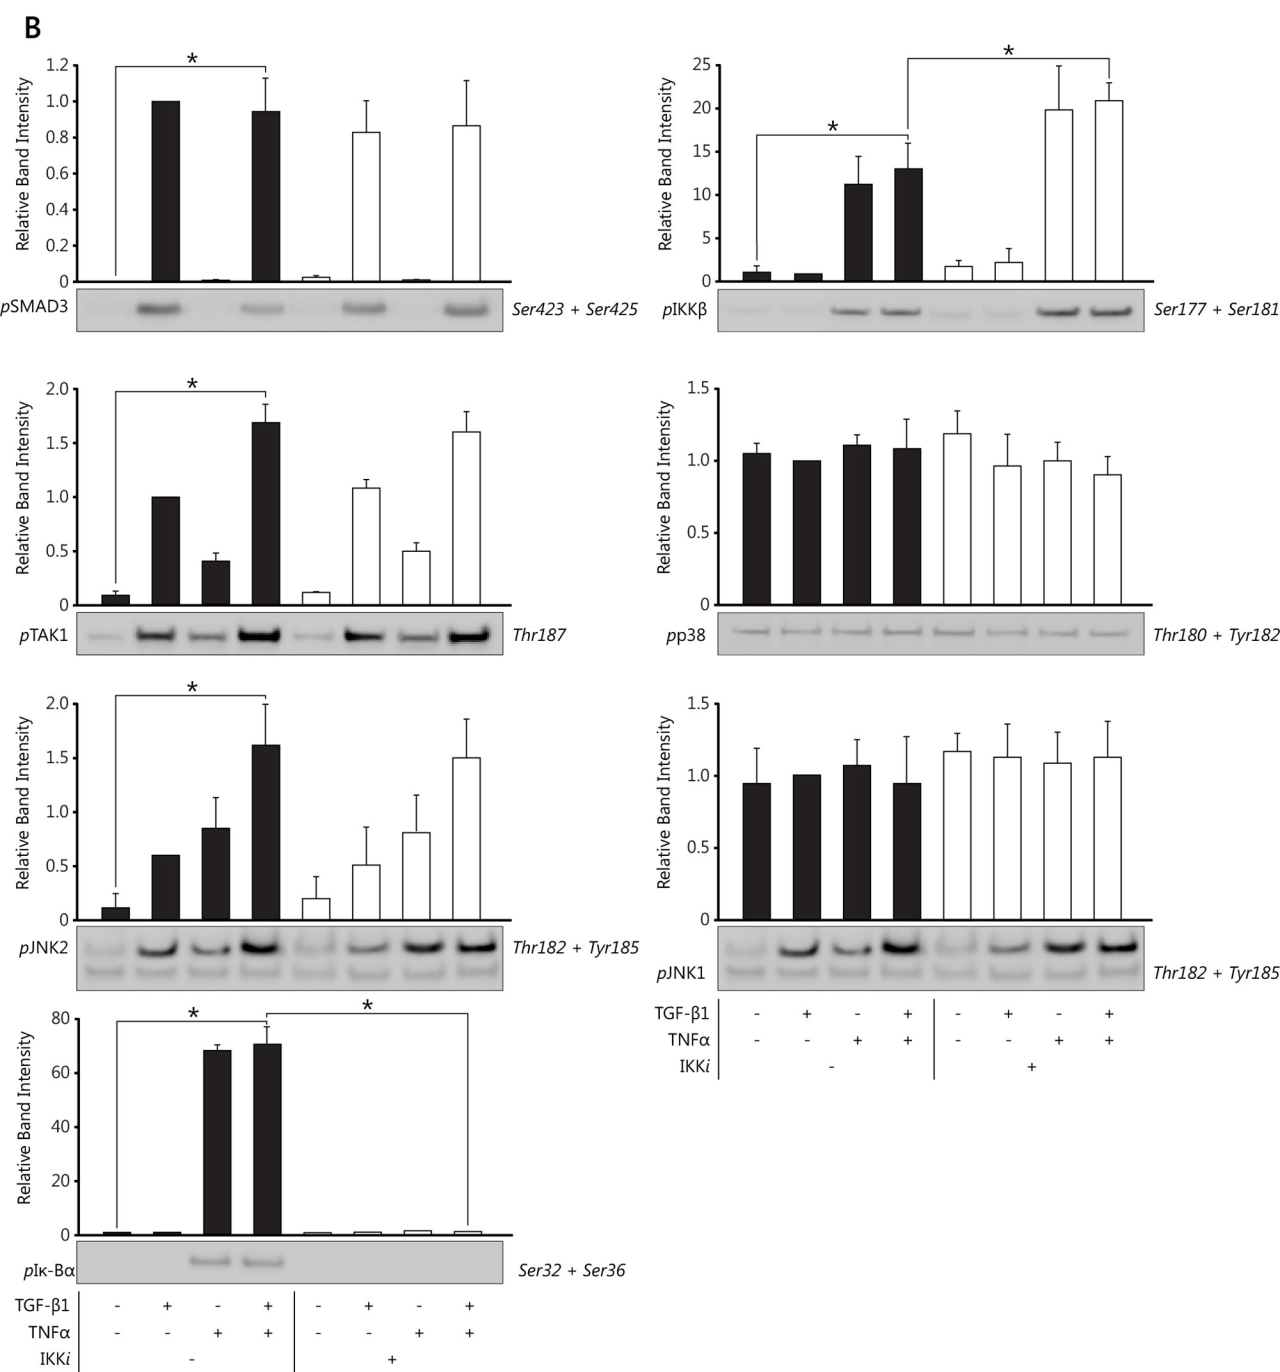 B
*
1.2
1.0
0.8
0.6
0.4
0.2
0
Relative Band Intensity
pSMAD3
Ser423 + Ser425
*
*
25
20
15
10
5
0
Relative Band Intensity
pIKKβ
Ser177 + Ser181
*
2.0
1.5
1.0
0.5
0
Relative Band Intensity
pTAK1
Thr187
1.5
1.0
0.5
0
Relative Band Intensity
pp38
Thr180 + Tyr182
*
2.0
1.5
1.0
0.5
0
Relative Band Intensity
pJNK2
Thr182 + Tyr185
1.5
1.0
0.5
0
Relative Band Intensity
pJNK1
Thr182 + Tyr185
TGF-β1 - + - + - + - +
TNFα - - + + - - + +
IKKi - +
*
*
80
60
40
20
0
Relative Band Intensity
pIκ-Bα
Ser32 + Ser36
TGF-β1 - + - + - + - +
TNFα - - + + - - + +
IKKi - +